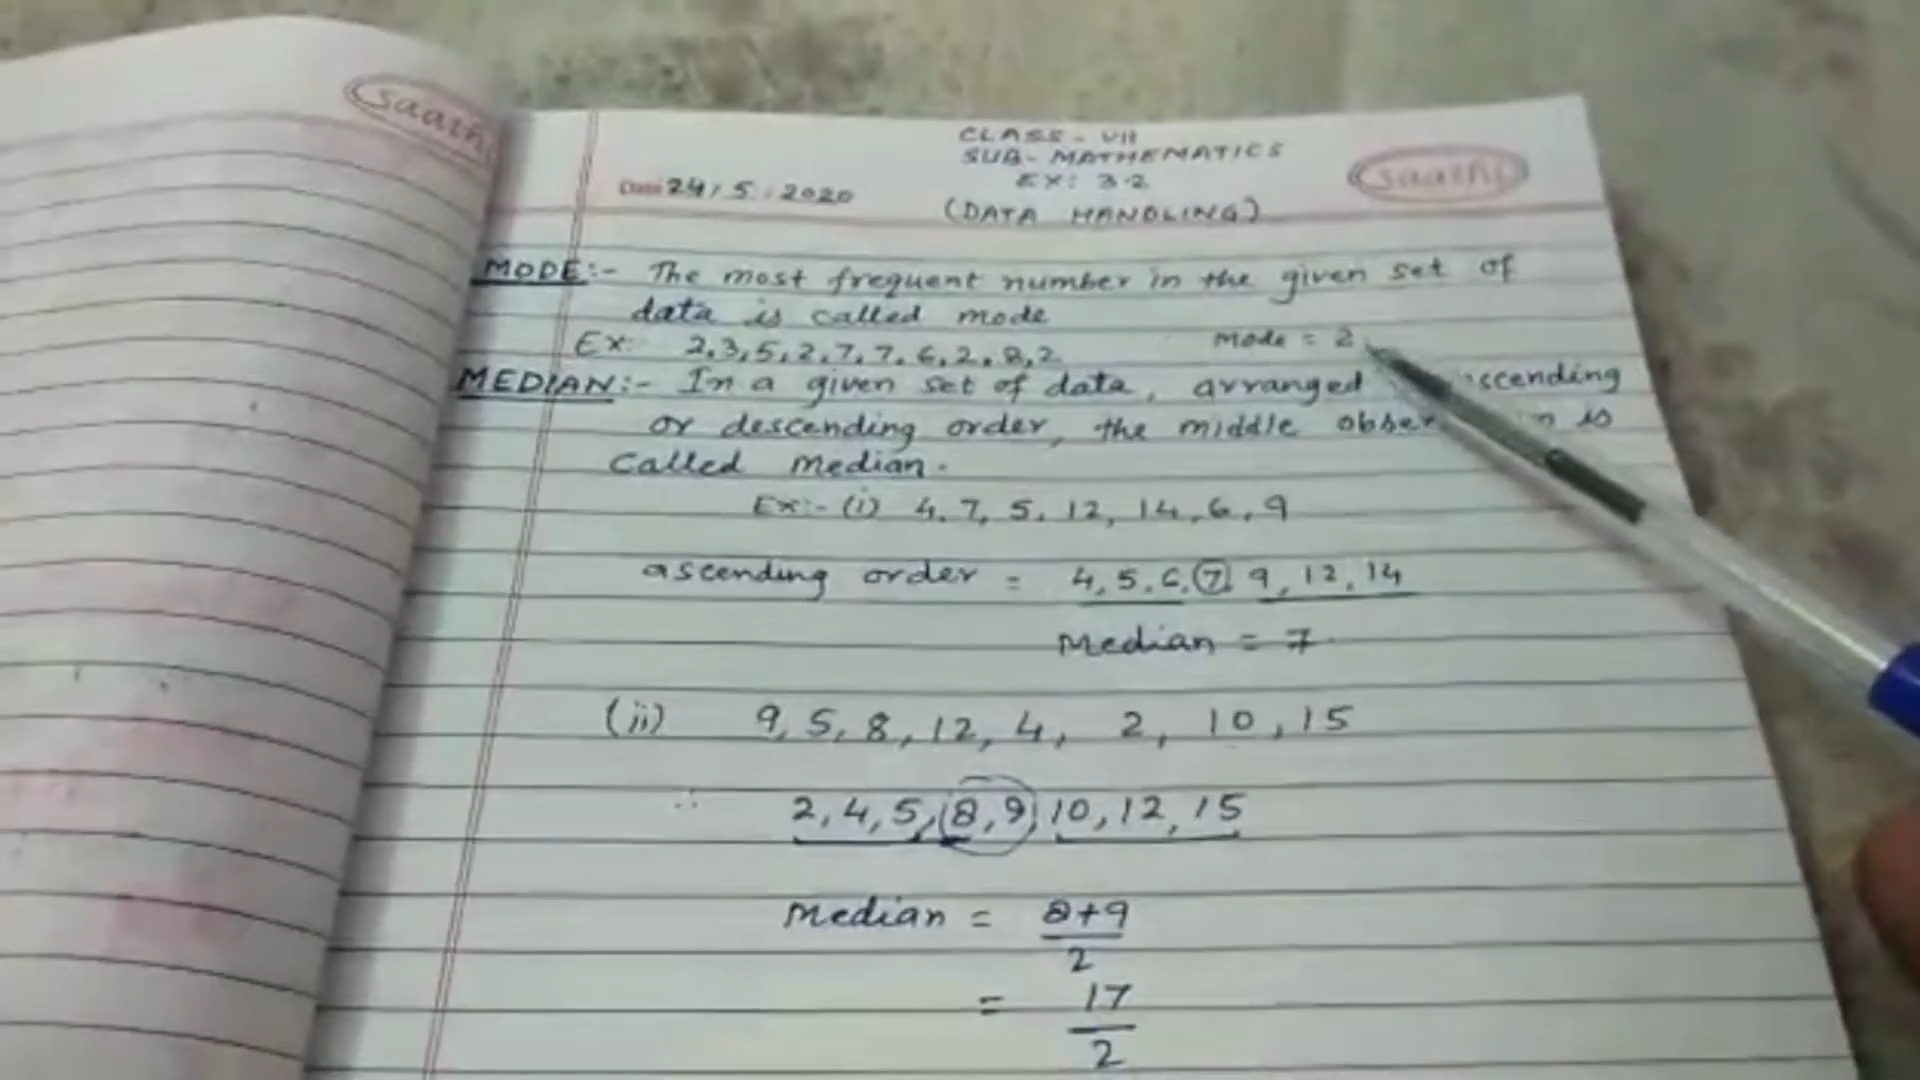 saathi
CLASS - VII
SUB - MATHEMATICS
EX: 3.2
(DATA HANDLING)
saathi
Date 24/5/2020
MODE:- The most frequent number in the given set of
data is called mode
Ex: 2,3,5,2,7,7,6,2,8,2 mode = 2
MEDIAN:- In a given set of data, arranged scending
or descending order, the middle obser n is
called median.
Ex:- (i) 4,7,5,12,14,6,9
ascending order = 4,5,6,7,9,12,14
Median = 7
(ii) 9,5,8,12,4,2,10,15
∴ 2,4,5,8,9,10,12,15
Median = 8+9
2
= 17
2